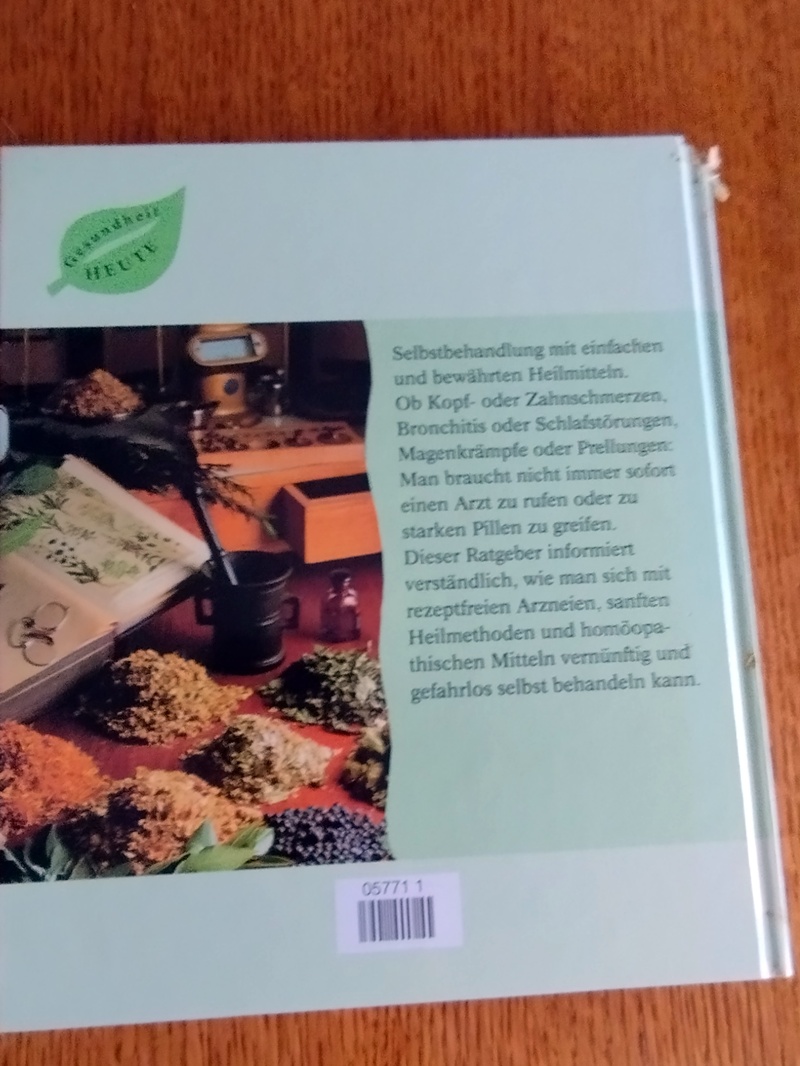 Gesundheit
HEUTE
Selbstbehandlung mit einfachen
und bewährten Heilmitteln.
Ob Kopf- oder Zahnschmerzen,
Bronchitis oder Schlafstörungen,
Magenkrämpfe oder Prellungen:
Man braucht nicht immer sofort
einen Arzt zu rufen oder zu
starken Pillen zu greifen.
Dieser Ratgeber informiert
verständlich, wie man sich mit
rezeptfreien Arzneien, sanften
Heilmethoden und homöopa-
thischen Mitteln vernünftig und
gefahrlos selbst behandeln kann.
05771 1